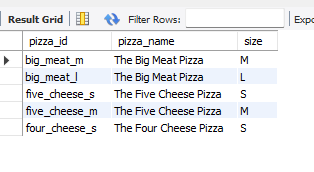 Result Grid Filter Rows: Expo
pizza_id pizza_name size
big_meat_m The Big Meat Pizza M
big_meat_l The Big Meat Pizza L
five_cheese_s The Five Cheese Pizza S
five_cheese_m The Five Cheese Pizza M
four_cheese_s The Four Cheese Pizza S